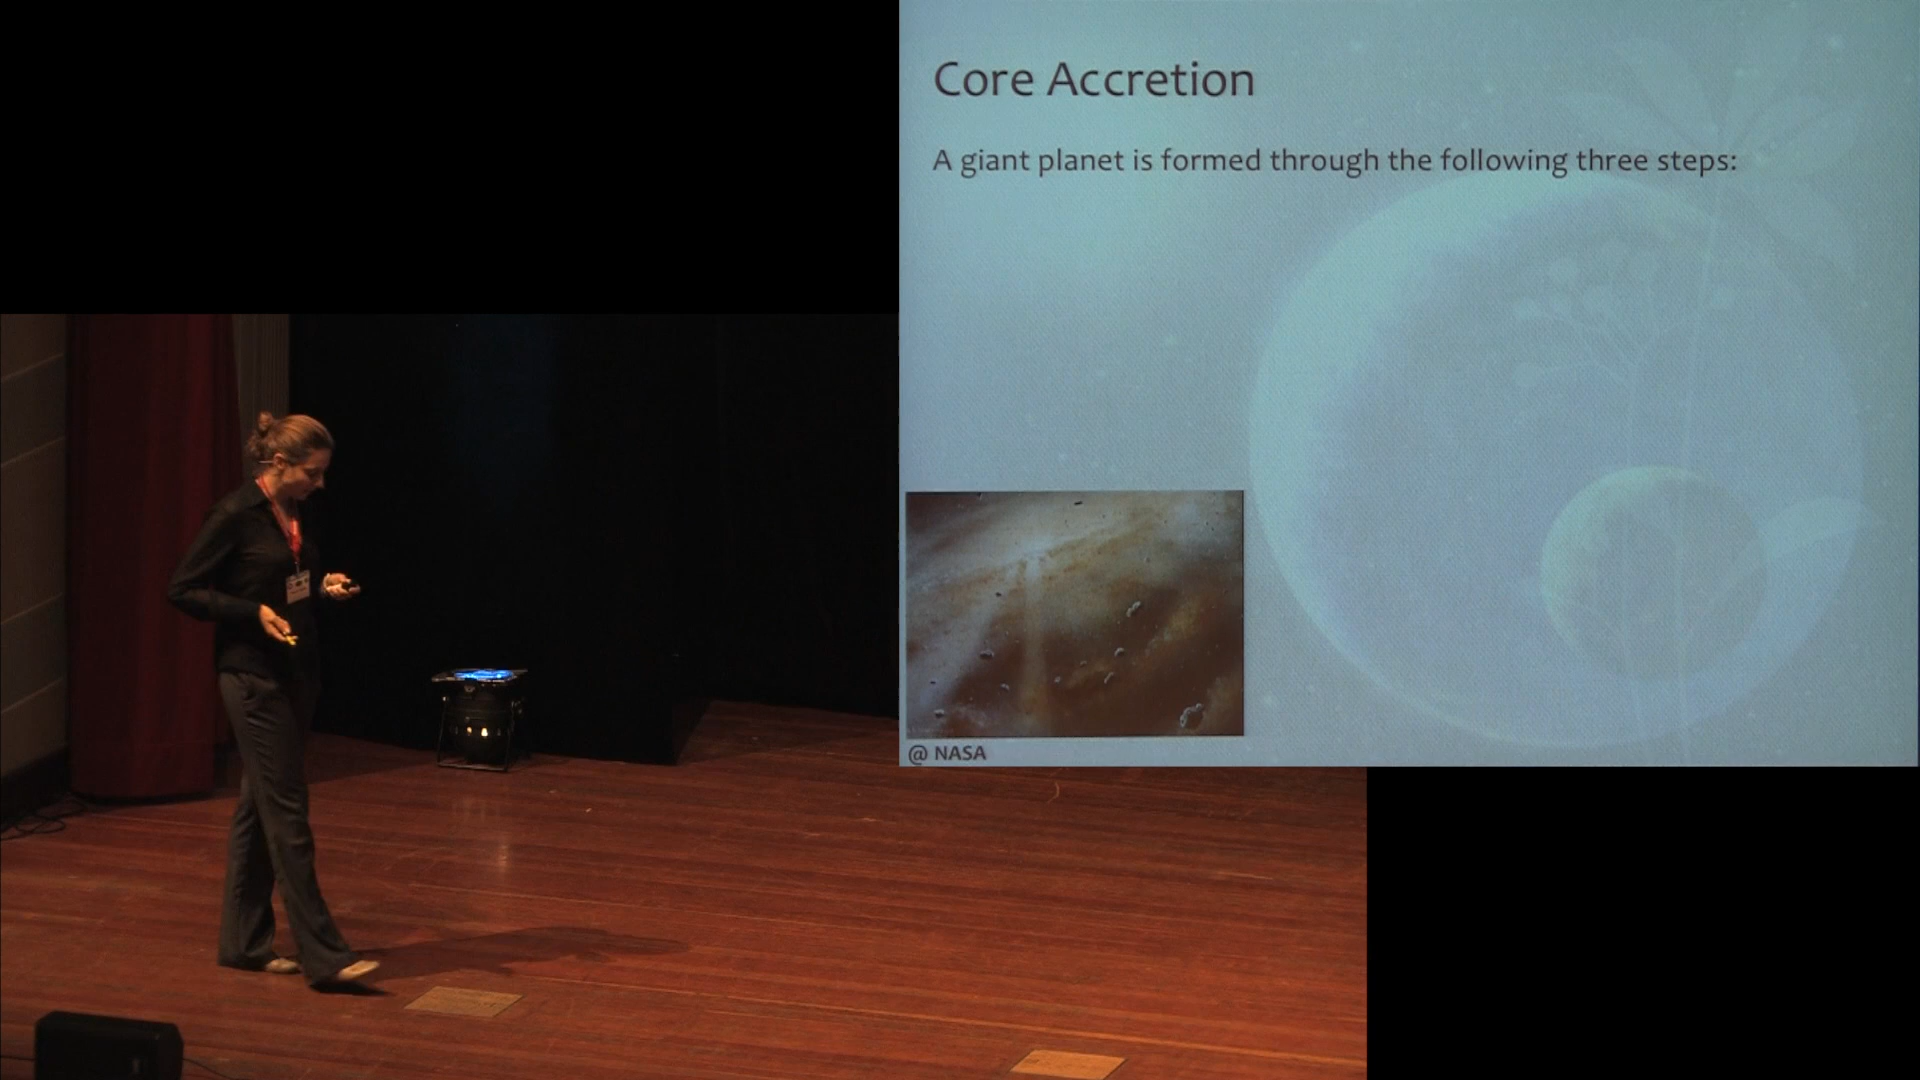 Core Accretion
A giant planet is formed through the following three steps:
@ NASA